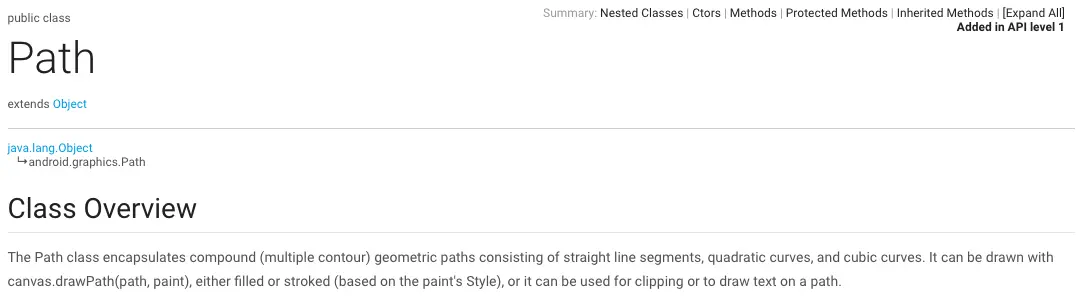 public class
Summary: Nested Classes | Ctors | Methods | Protected Methods | Inherited Methods | [Expand All]
Added in API level 1
Path
extends Object
java.lang.Object
↳android.graphics.Path
Class Overview
The Path class encapsulates compound (multiple contour) geometric paths consisting of straight line segments, quadratic curves, and cubic curves. It can be drawn with
canvas.drawPath(path, paint), either filled or stroked (based on the paint's Style), or it can be used for clipping or to draw text on a path.